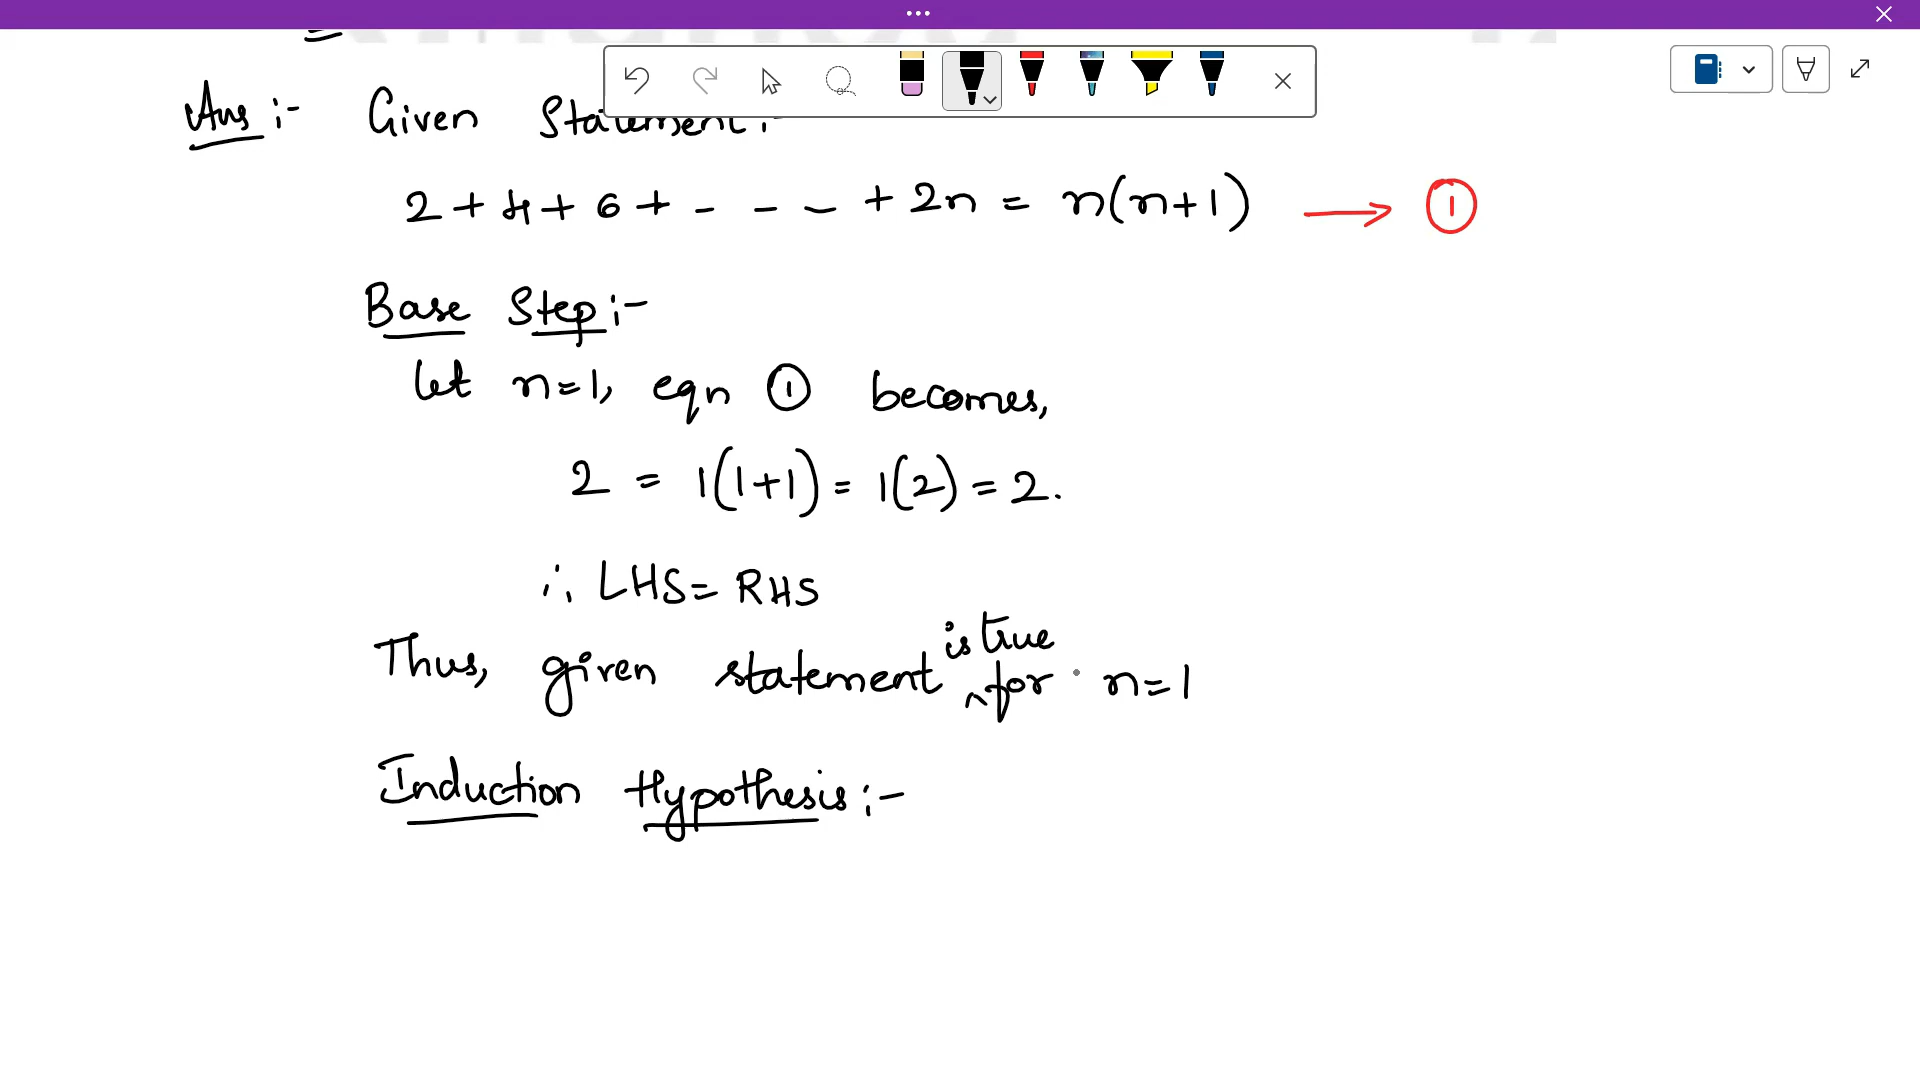 Ans :- Given Statement :-
2 + 4 + 6 + - - - + 2n = n(n+1) → ①
Base Step :-
Let n=1, eqn ① becomes,
2 = 1(1+1) = 1(2) = 2.
∴ LHS = RHS
Thus, given statement is true for n=1
Induction Hypothesis :-